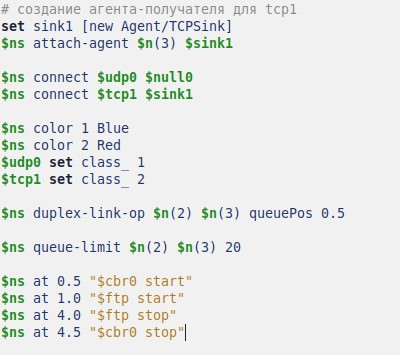 # создание агента-получателя для tcp1
set sink1 [new Agent/TCPSink]
$ns attach-agent $n(3) $sink1
$ns connect $udp0 $null0
$ns connect $tcp1 $sink1
$ns color 1 Blue
$ns color 2 Red
$udp0 set class_ 1
$tcp1 set class_ 2
$ns duplex-link-op $n(2) $n(3) queuePos 0.5
$ns queue-limit $n(2) $n(3) 20
$ns at 0.5 "$cbr0 start"
$ns at 1.0 "$ftp start"
$ns at 4.0 "$ftp stop"
$ns at 4.5 "$cbr0 stop"